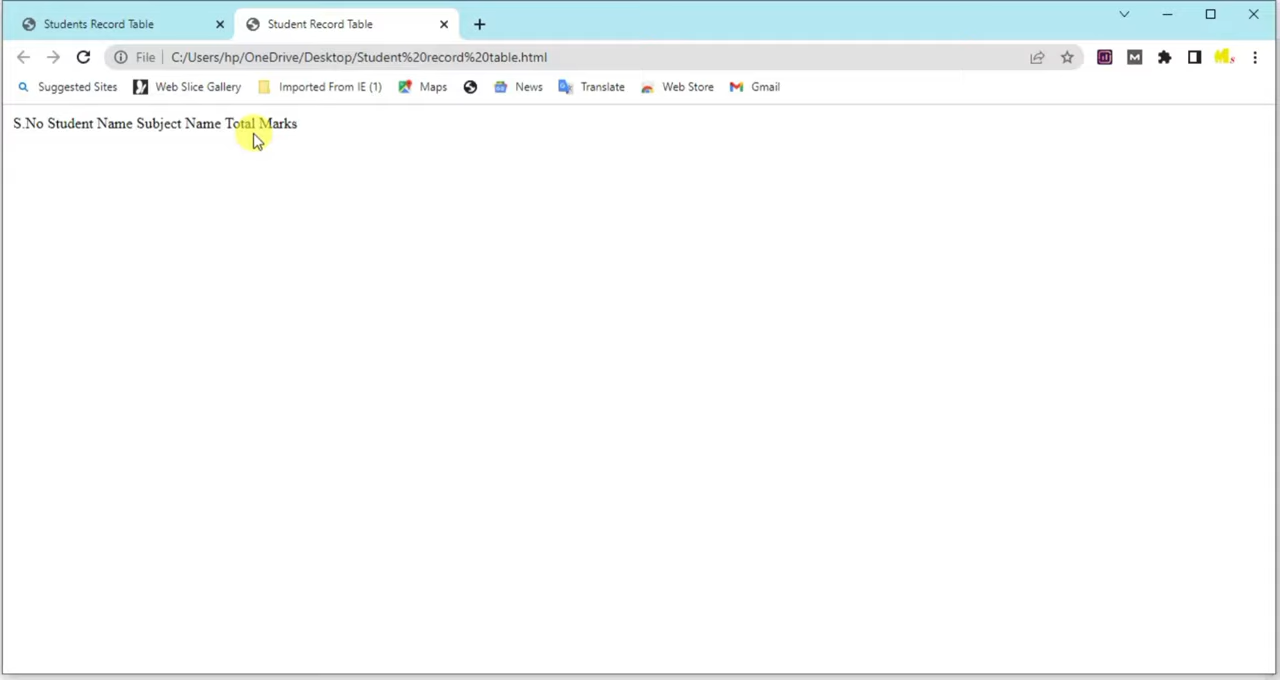 Students Record Table
Student Record Table
File C:/Users/hp/OneDrive/Desktop/Student%20record%20table.html
Suggested Sites Web Slice Gallery Imported From IE (1) Maps News Translate Web Store Gmail
S.No Student Name Subject Name Total Marks